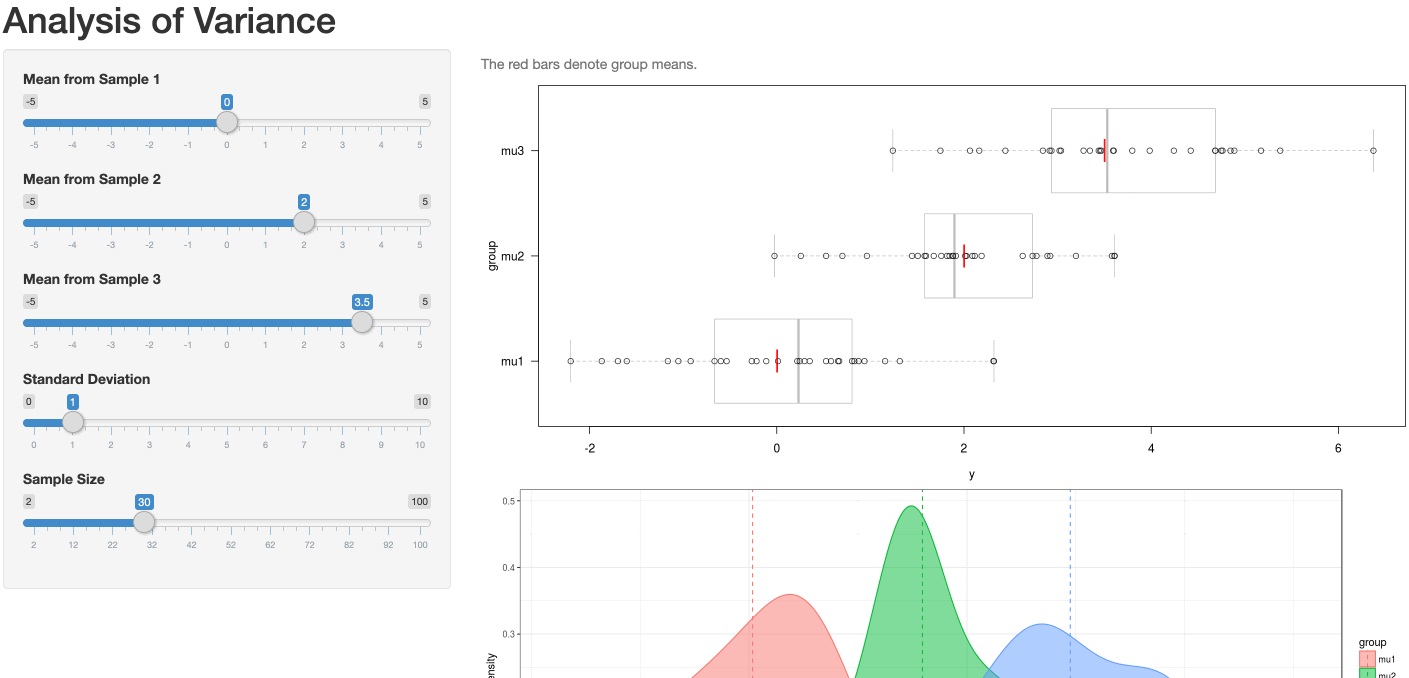 Analysis of Variance
Mean from Sample 1
-5 0 5
-5 -4 -3 -2 -1 0 1 2 3 4 5
Mean from Sample 2
-5 2 5
-5 -4 -3 -2 -1 0 1 2 3 4 5
Mean from Sample 3
-5 3.5 5
-5 -4 -3 -2 -1 0 1 2 3 4 5
Standard Deviation
0 1 10
0 1 2 3 4 5 6 7 8 9 10
Sample Size
2 30 100
2 12 22 32 42 52 62 72 82 92 100
The red bars denote group means.
mu3
group
mu2
mu1
-2 0 2 4 6
y
0.5
0.4
0.3
group
mu1
mu2